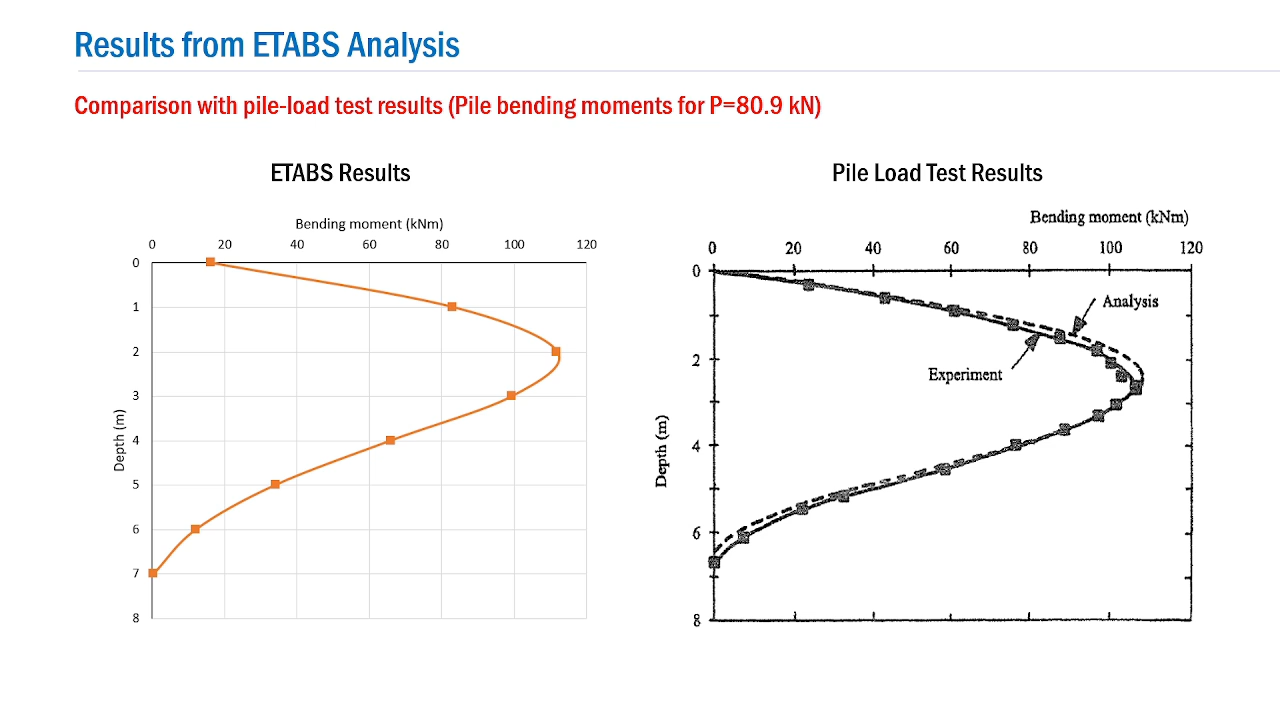 Results from ETABS Analysis
Comparison with pile-load test results (Pile bending moments for P=80.9 kN)
ETABS Results
Bending moment (kNm)
0 20 40 60 80 100 120
0
1
2
3
4
5
6
7
8
Depth (m)
Pile Load Test Results
Bending moment (kNm)
0 20 40 60 80 100 120
0
2
4
6
8
Depth (m)
Analysis
Experiment